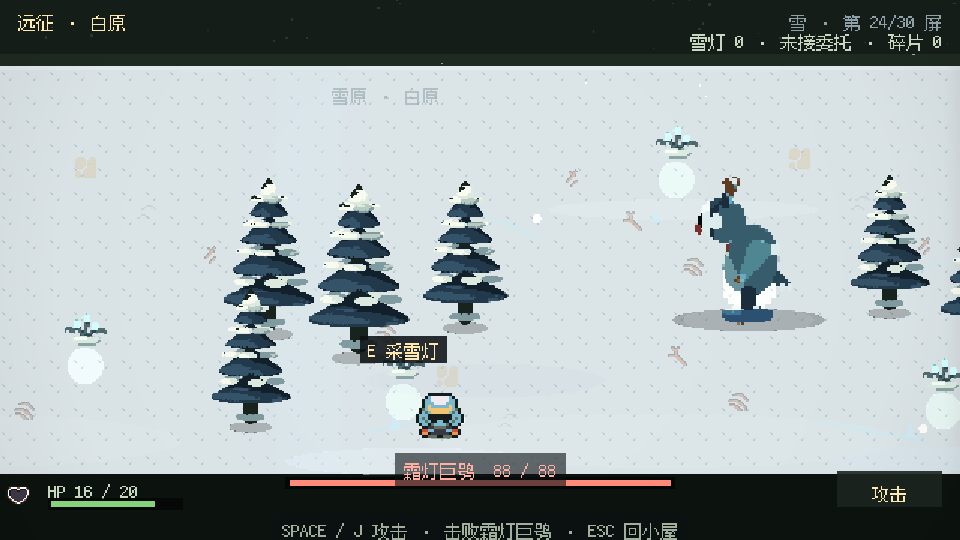 远征 · 白原
雪 · 第 24/30 屏
雪灯 0 · 未接委托 · 碎片 0
雪原 · 白原
E 采雪灯
霜灯巨鹗 88 / 88
HP 16 / 20
攻击
SPACE / J 攻击 · 击败霜灯巨鹗 · ESC 回小屋